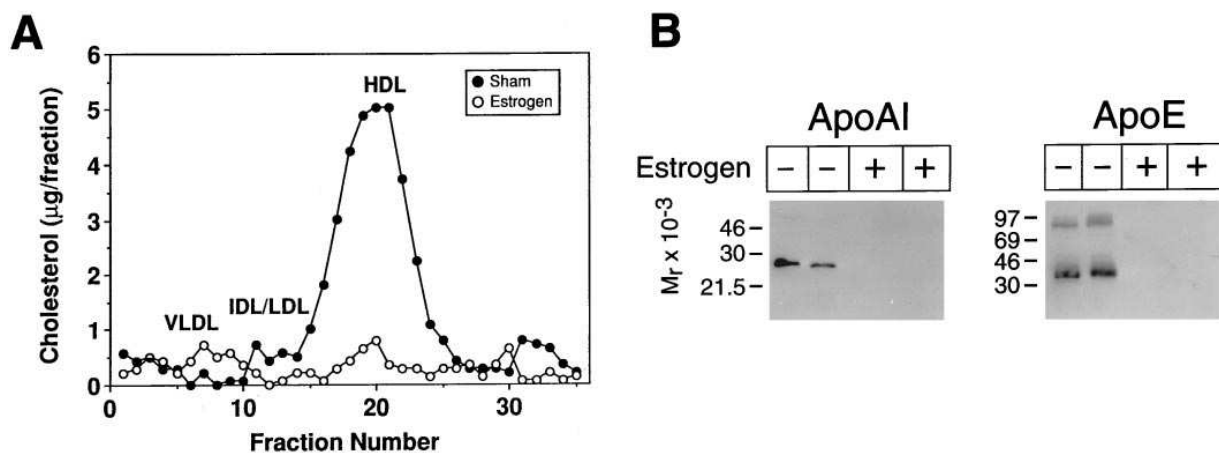 A
Cholesterol (µg/fraction)
6
5
4
3
2
1
0
0 10 20 30
Fraction Number
VLDL
IDL/LDL
HDL
Sham
Estrogen
B
ApoAI
Estrogen − − + +
Mr x 10-3
46
30
21.5
ApoE
− − + +
97
69
46
30